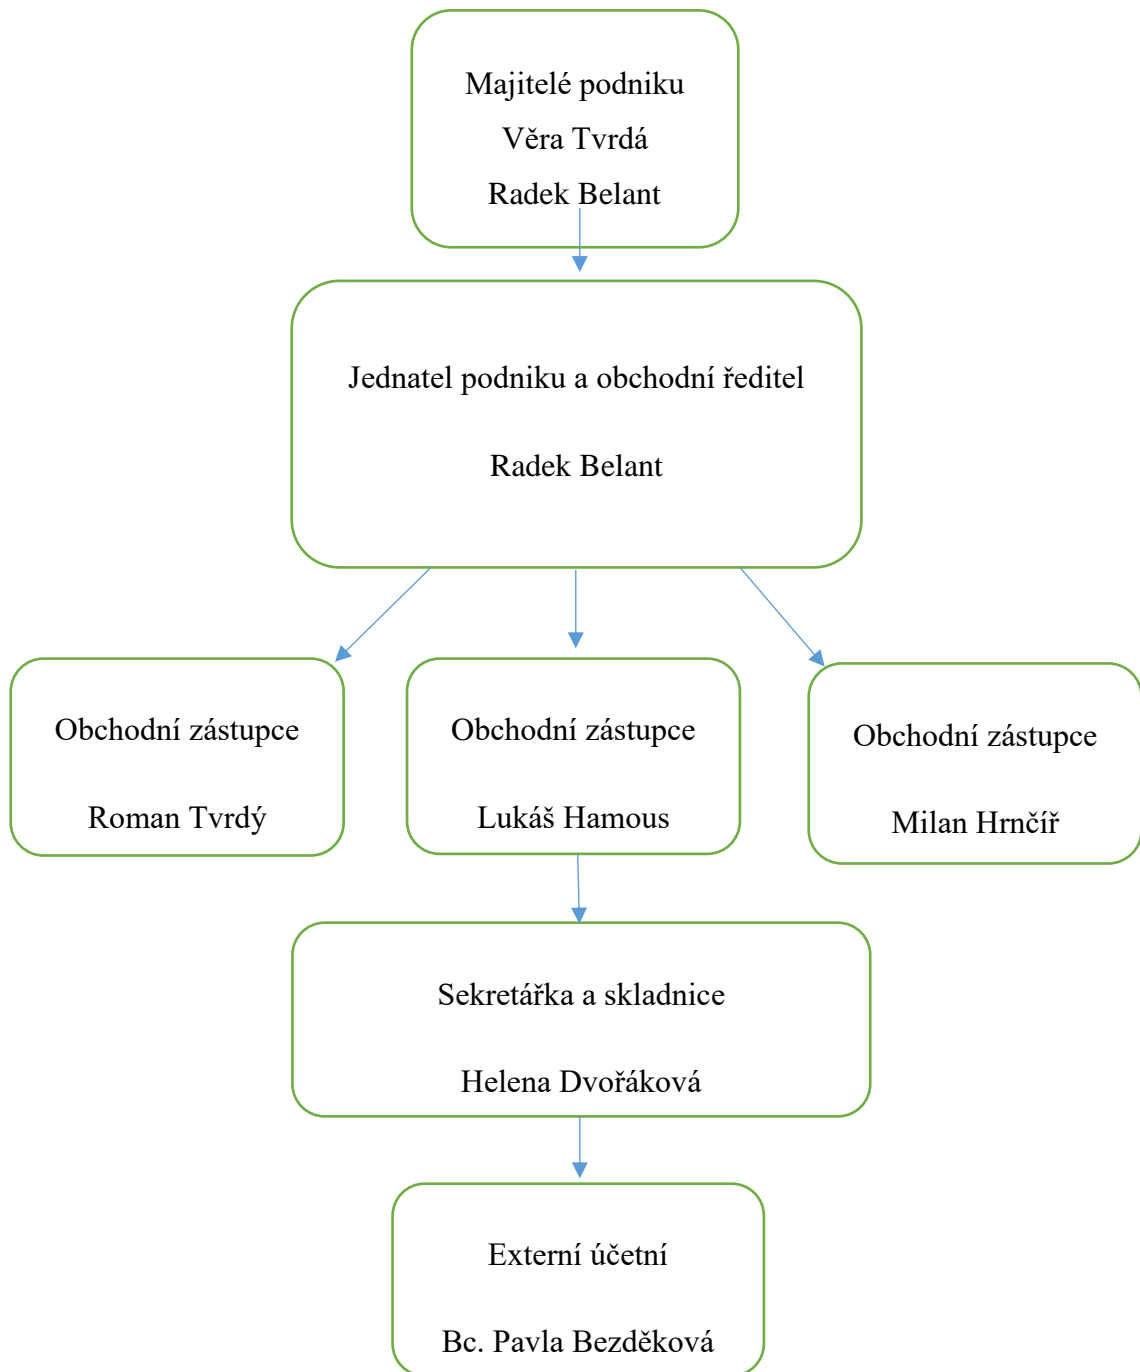 Majitelé podniku
Věra Tvrdá
Radek Belant
Jednatel podniku a obchodní ředitel
Radek Belant
Obchodní zástupce
Roman Tvrdý
Obchodní zástupce
Lukáš Hamous
Obchodní zástupce
Milan Hrnčíř
Sekretářka a skladnice
Helena Dvořáková
Externí účetní
Bc. Pavla Bezděková